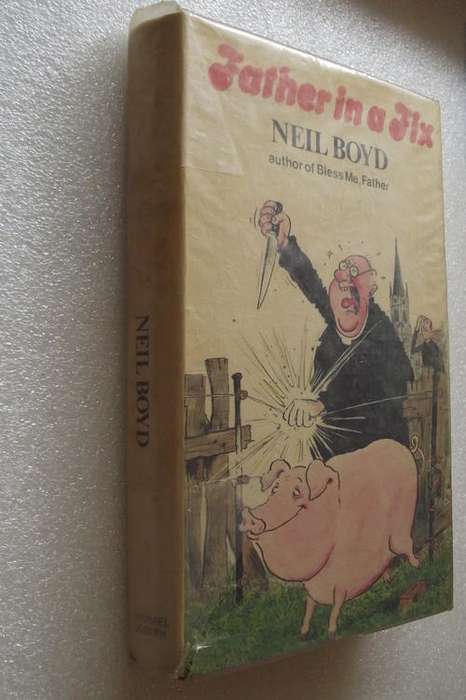 Father in a Fix
NEIL BOYD
author of Bless Me, Father
NEIL BOYD